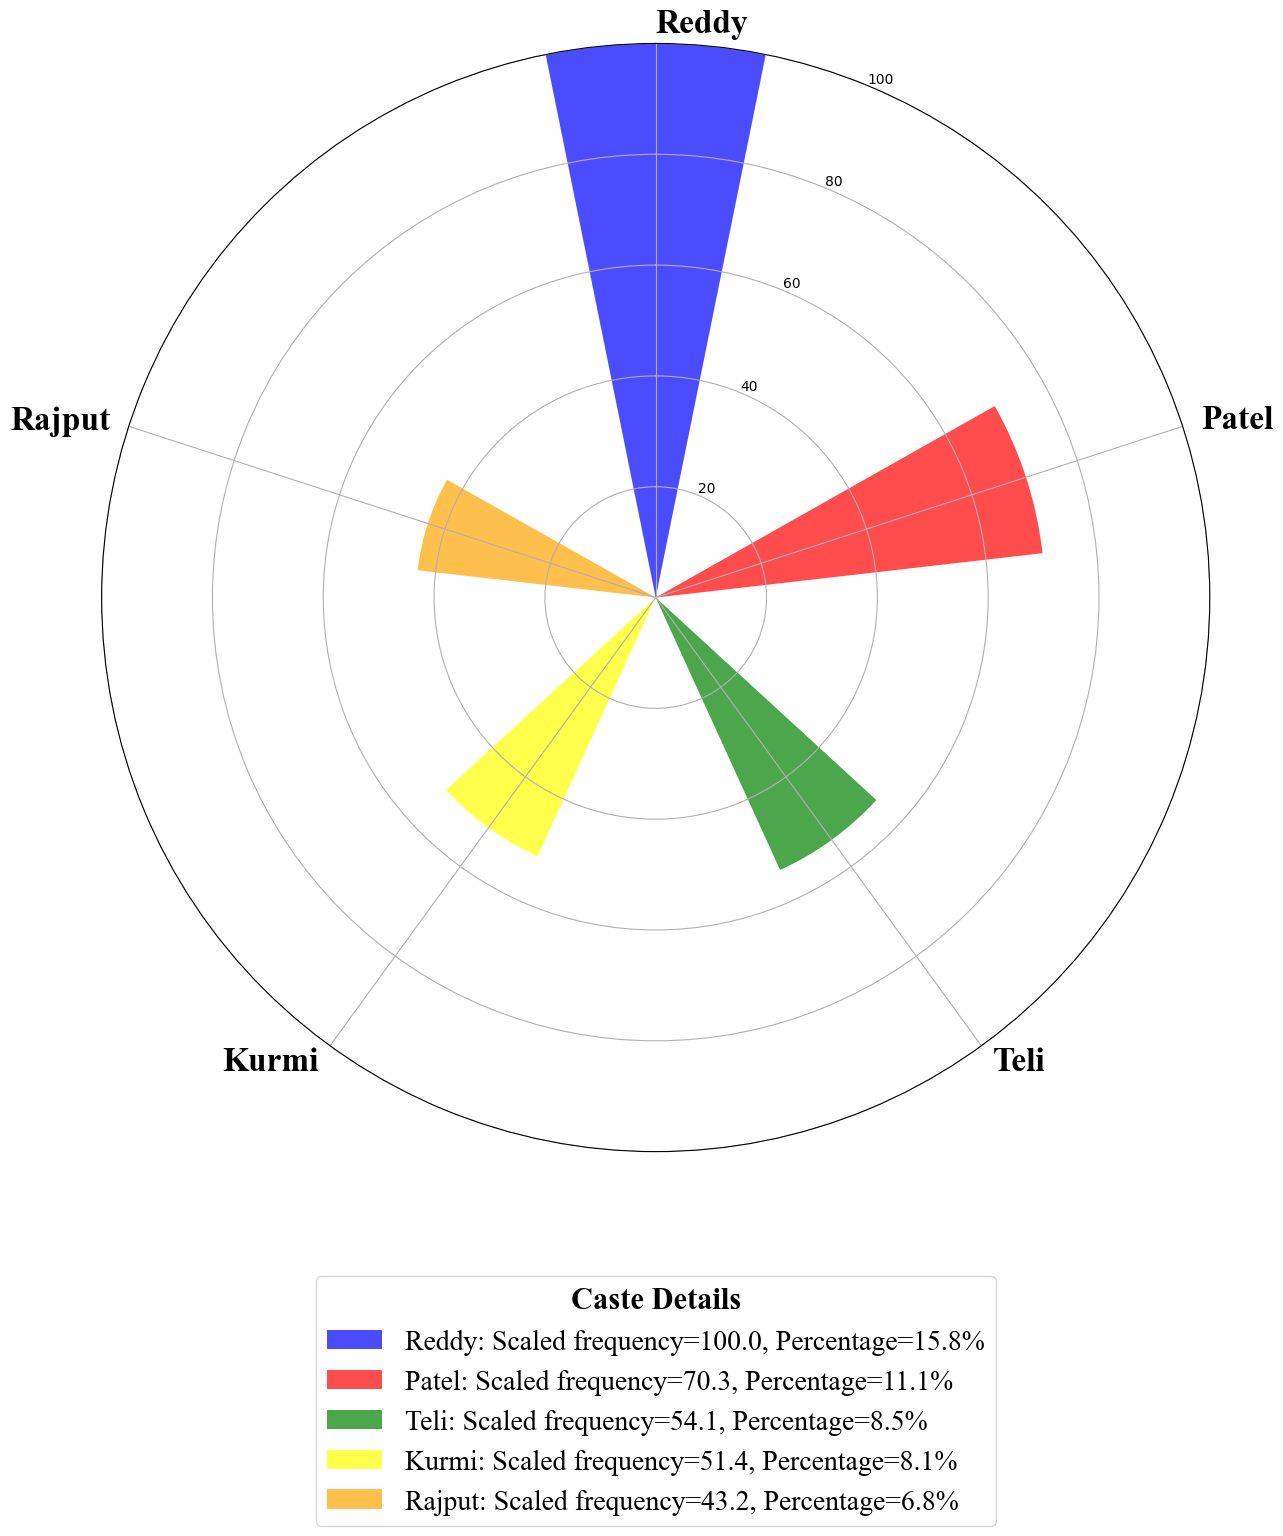 Reddy
100
80
60
40
20
Rajput
Patel
Kurmi
Teli
Caste Details
Reddy: Scaled frequency=100.0, Percentage=15.8%
Patel: Scaled frequency=70.3, Percentage=11.1%
Teli: Scaled frequency=54.1, Percentage=8.5%
Kurmi: Scaled frequency=51.4, Percentage=8.1%
Rajput: Scaled frequency=43.2, Percentage=6.8%